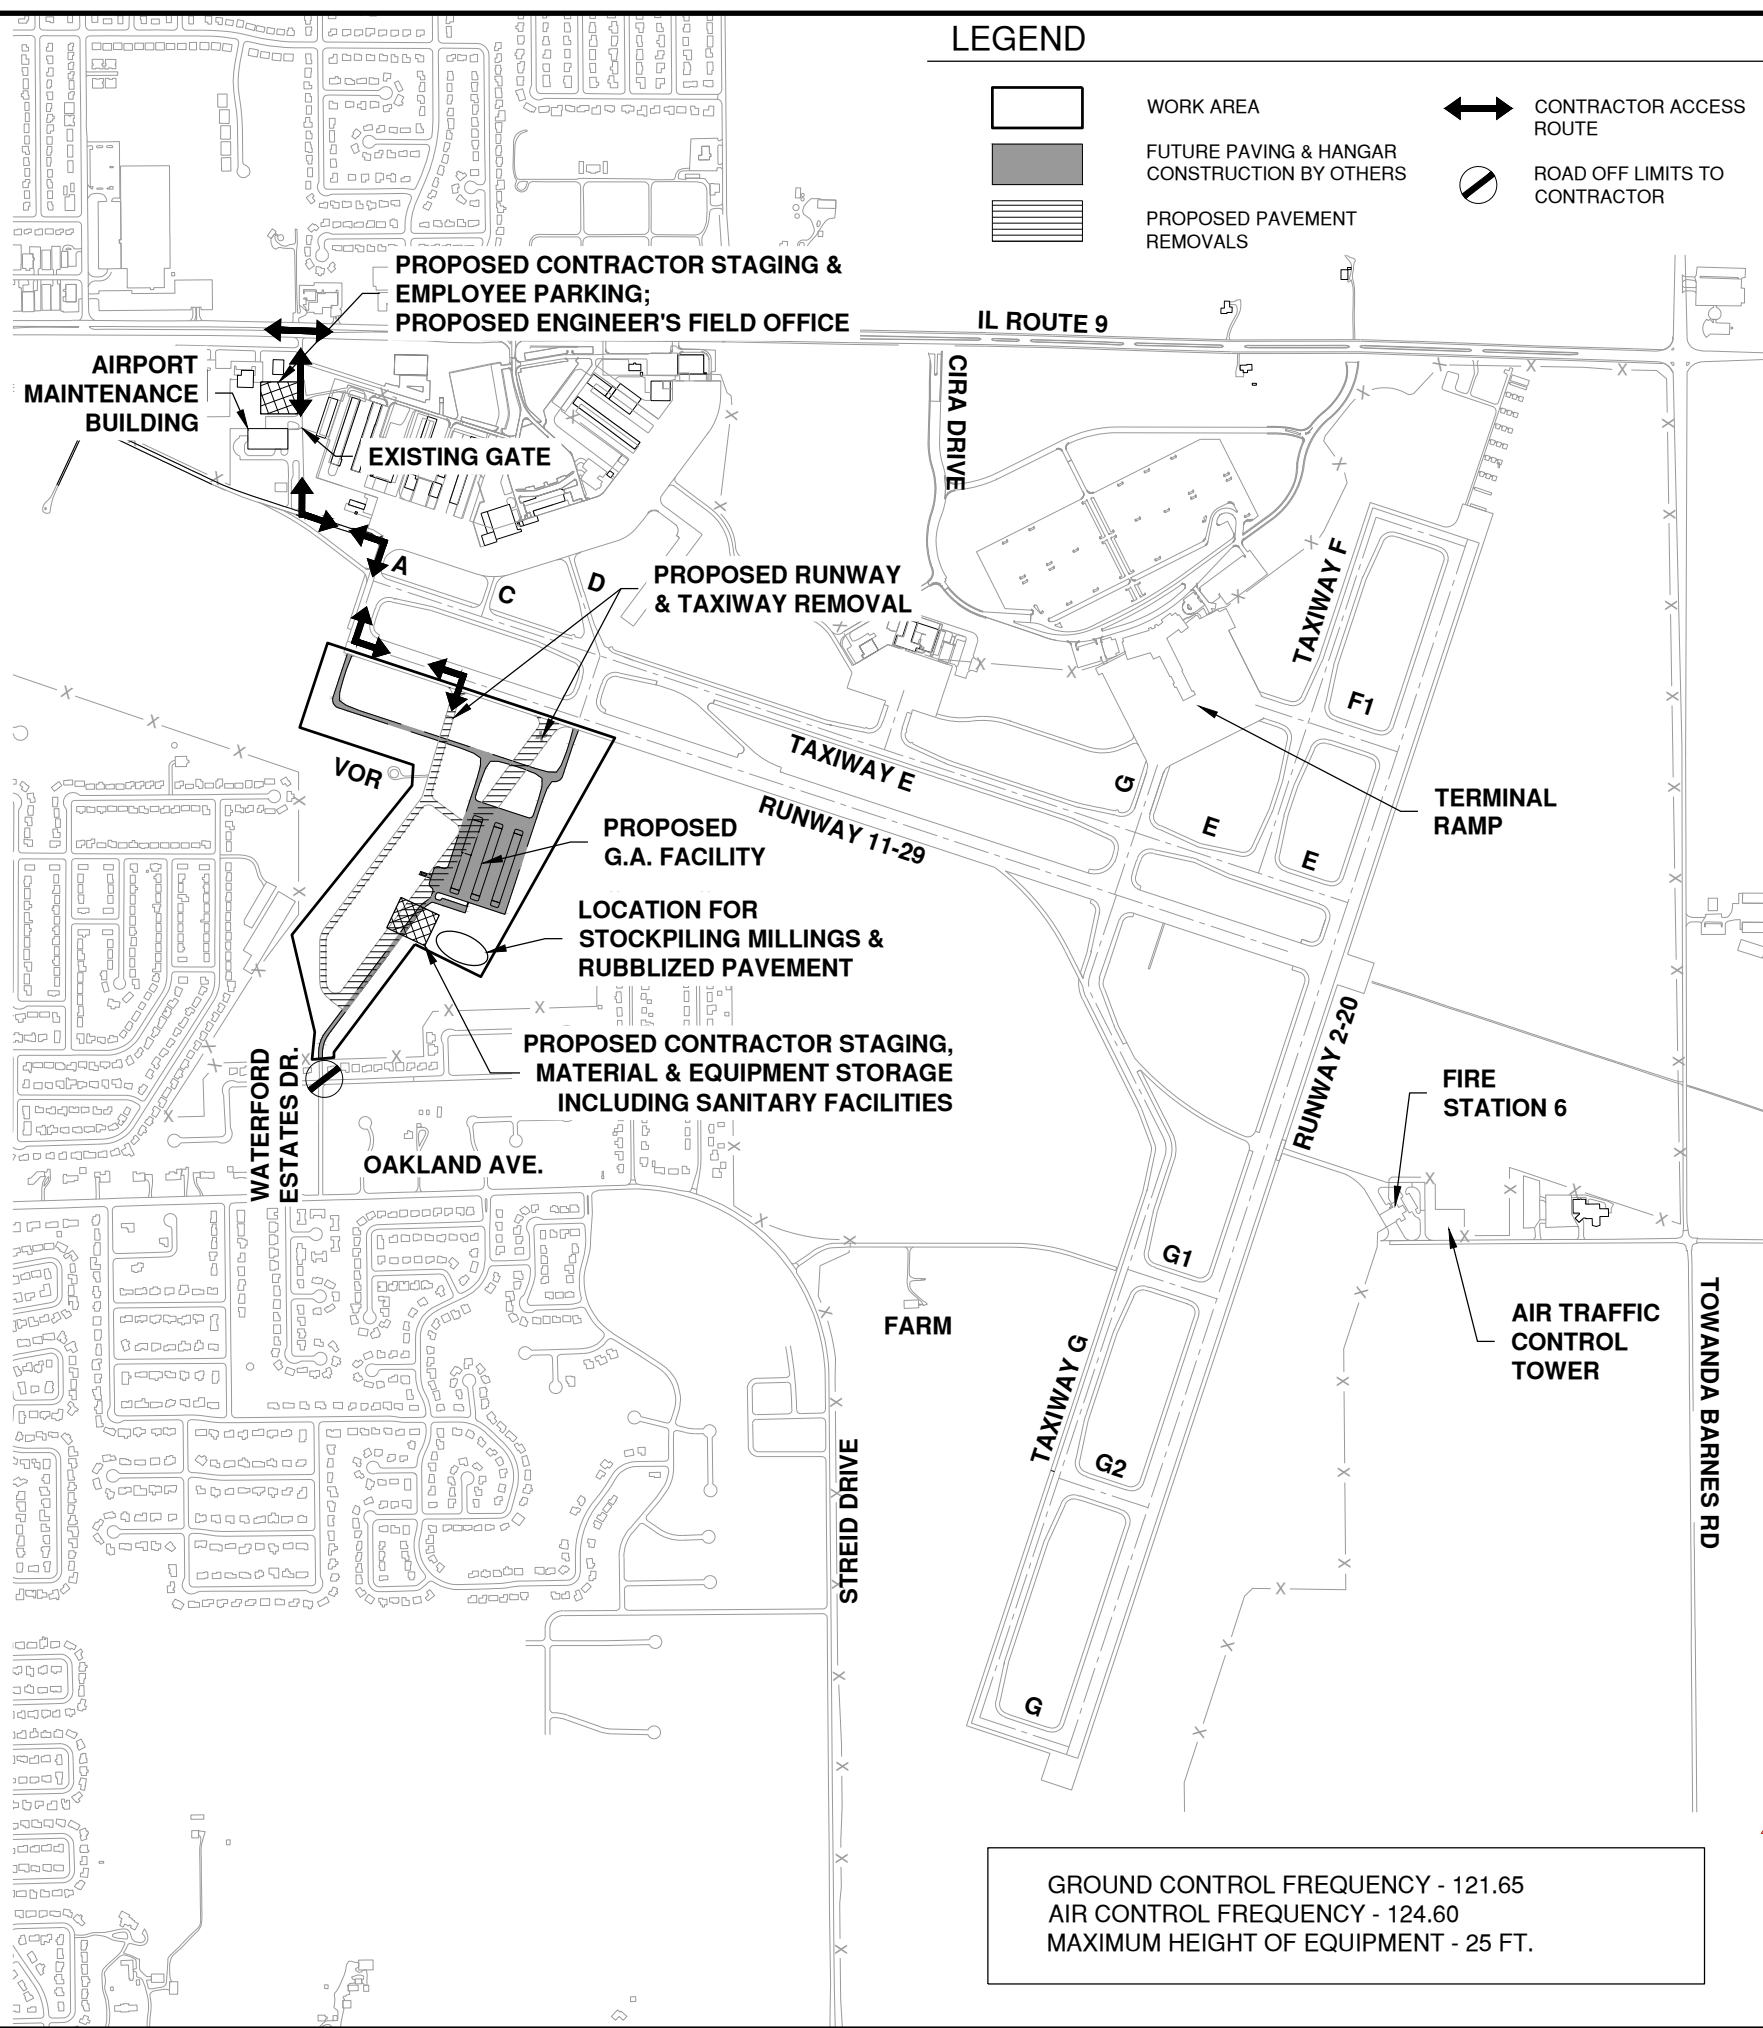 LEGEND
WORK AREA
FUTURE PAVING & HANGAR
CONSTRUCTION BY OTHERS
PROPOSED PAVEMENT
REMOVALS
CONTRACTOR ACCESS
ROUTE
ROAD OFF LIMITS TO
CONTRACTOR
PROPOSED CONTRACTOR STAGING &
EMPLOYEE PARKING;
PROPOSED ENGINEER'S FIELD OFFICE
IL ROUTE 9
AIRPORT
MAINTENANCE
BUILDING
EXISTING GATE
CIRA DRIVE
A
C
D
PROPOSED RUNWAY
& TAXIWAY REMOVAL
TAXIWAY F
F1
VOR
TAXIWAY E
G
E
E
RUNWAY 11-29
TERMINAL
RAMP
PROPOSED
G.A. FACILITY
LOCATION FOR
STOCKPILING MILLINGS &
RUBBLIZED PAVEMENT
PROPOSED CONTRACTOR STAGING,
MATERIAL & EQUIPMENT STORAGE
INCLUDING SANITARY FACILITIES
WATERFORD
ESTATES DR.
OAKLAND AVE.
RUNWAY 2-20
FIRE
STATION 6
G1
FARM
AIR TRAFFIC
CONTROL
TOWER
TOWANDA BARNES RD
TAXIWAY G
G2
STREID DRIVE
G
GROUND CONTROL FREQUENCY - 121.65
AIR CONTROL FREQUENCY - 124.60
MAXIMUM HEIGHT OF EQUIPMENT - 25 FT.